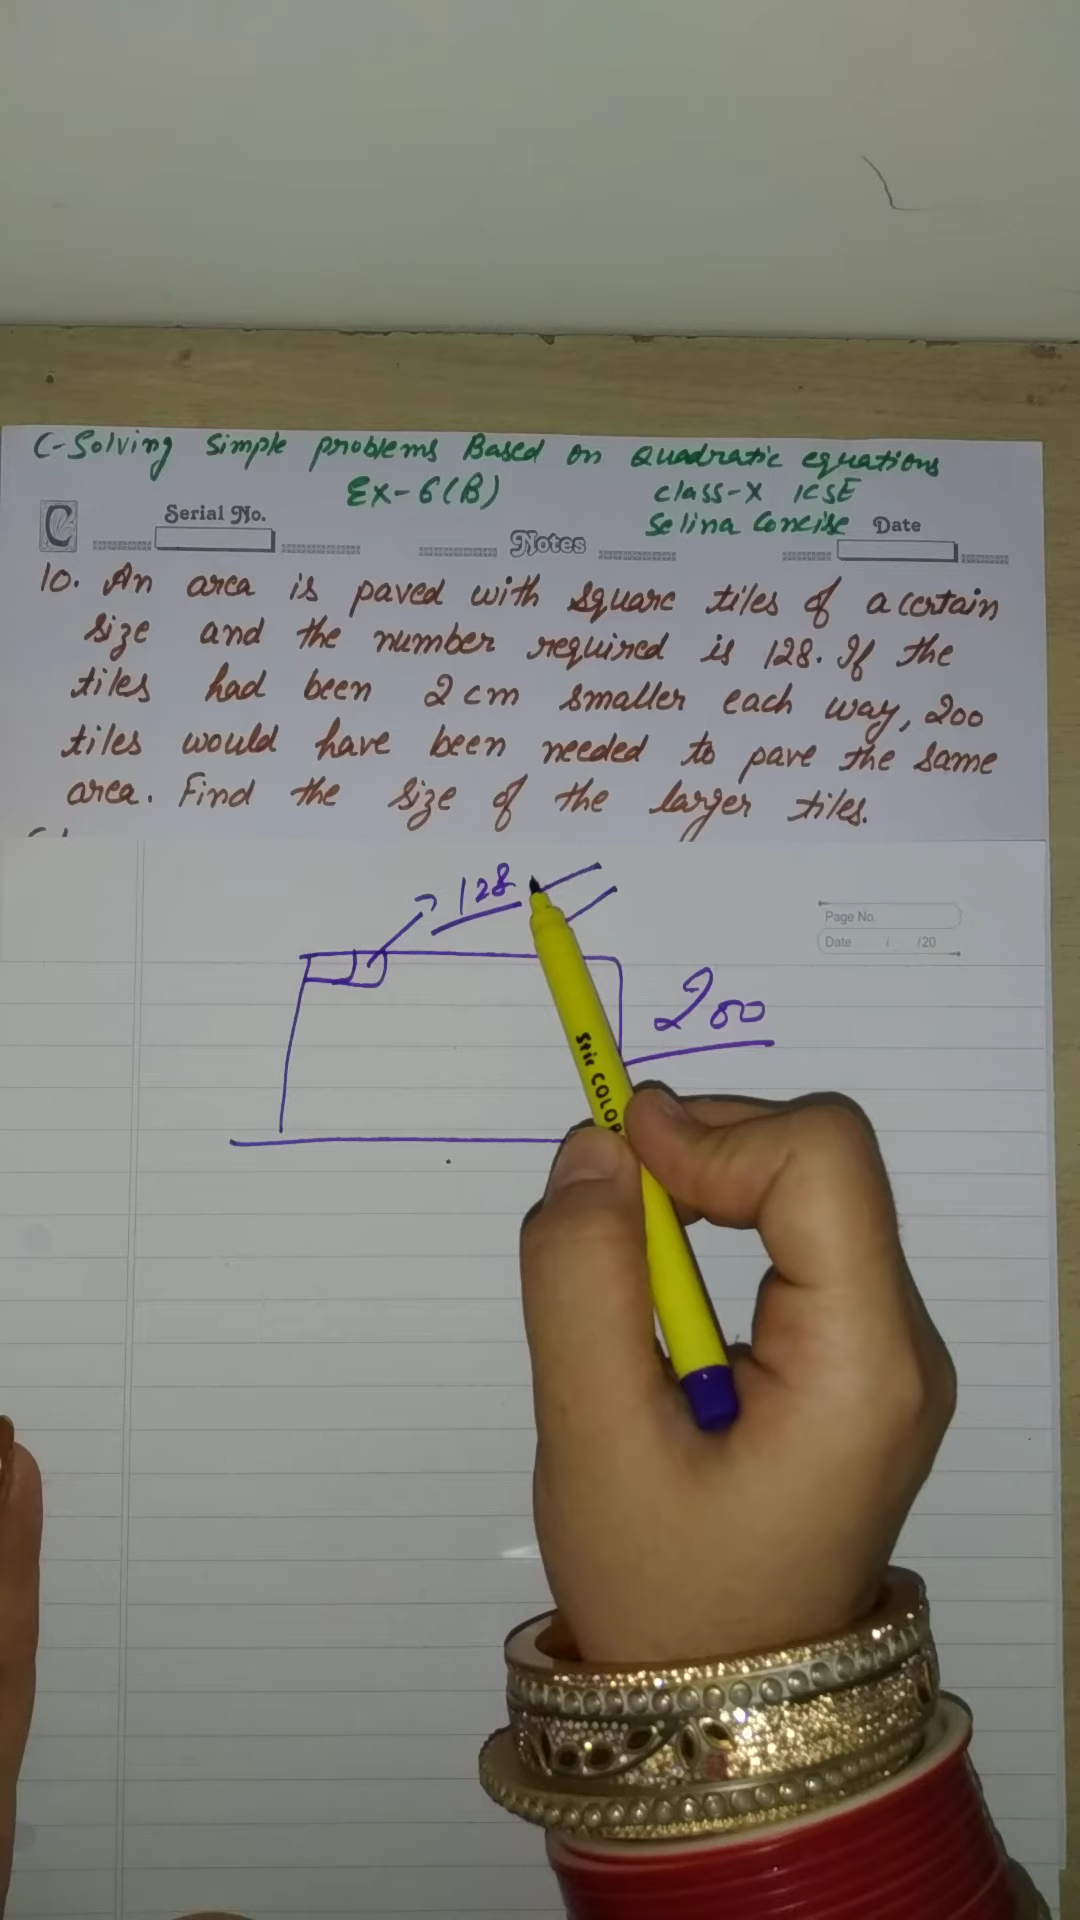 C-Solving Simple problems Based on Quadratic equations
Ex-6(B) class-X ICSE
Selina Concise
C Serial No. Notes Date
10. An area is paved with square tiles of a certain
size and the number required is 128. If the
tiles had been 2 cm smaller each way, 200
tiles would have been needed to pave the same
area. Find the size of the larger tiles.
128
Page No.
Date / /20
200
Stic COLOR